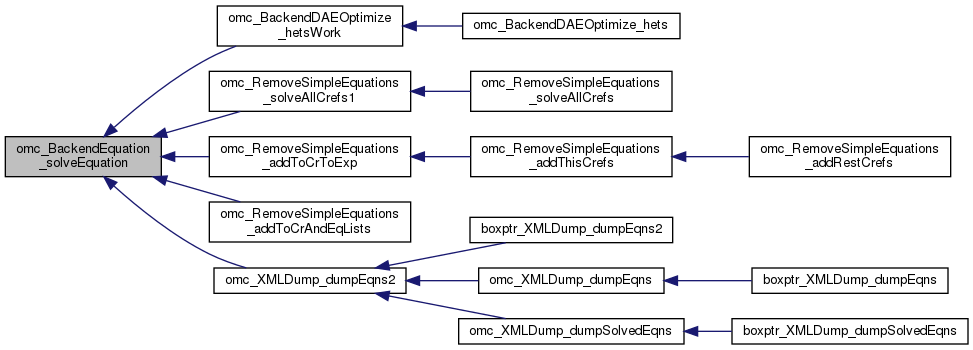 omc_BackendDAEOptimize
_hetsWork
omc_BackendDAEOptimize_hets
omc_RemoveSimpleEquations
_solveAllCrefs1
omc_RemoveSimpleEquations
_solveAllCrefs
omc_BackendEquation
_solveEquation
omc_RemoveSimpleEquations
_addToCrToExp
omc_RemoveSimpleEquations
_addThisCrefs
omc_RemoveSimpleEquations
_addRestCrefs
omc_RemoveSimpleEquations
_addToCrAndEqLists
boxptr_XMLDump_dumpEqns2
omc_XMLDump_dumpEqns2
omc_XMLDump_dumpEqns
boxptr_XMLDump_dumpEqns
omc_XMLDump_dumpSolvedEqns
boxptr_XMLDump_dumpSolvedEqns